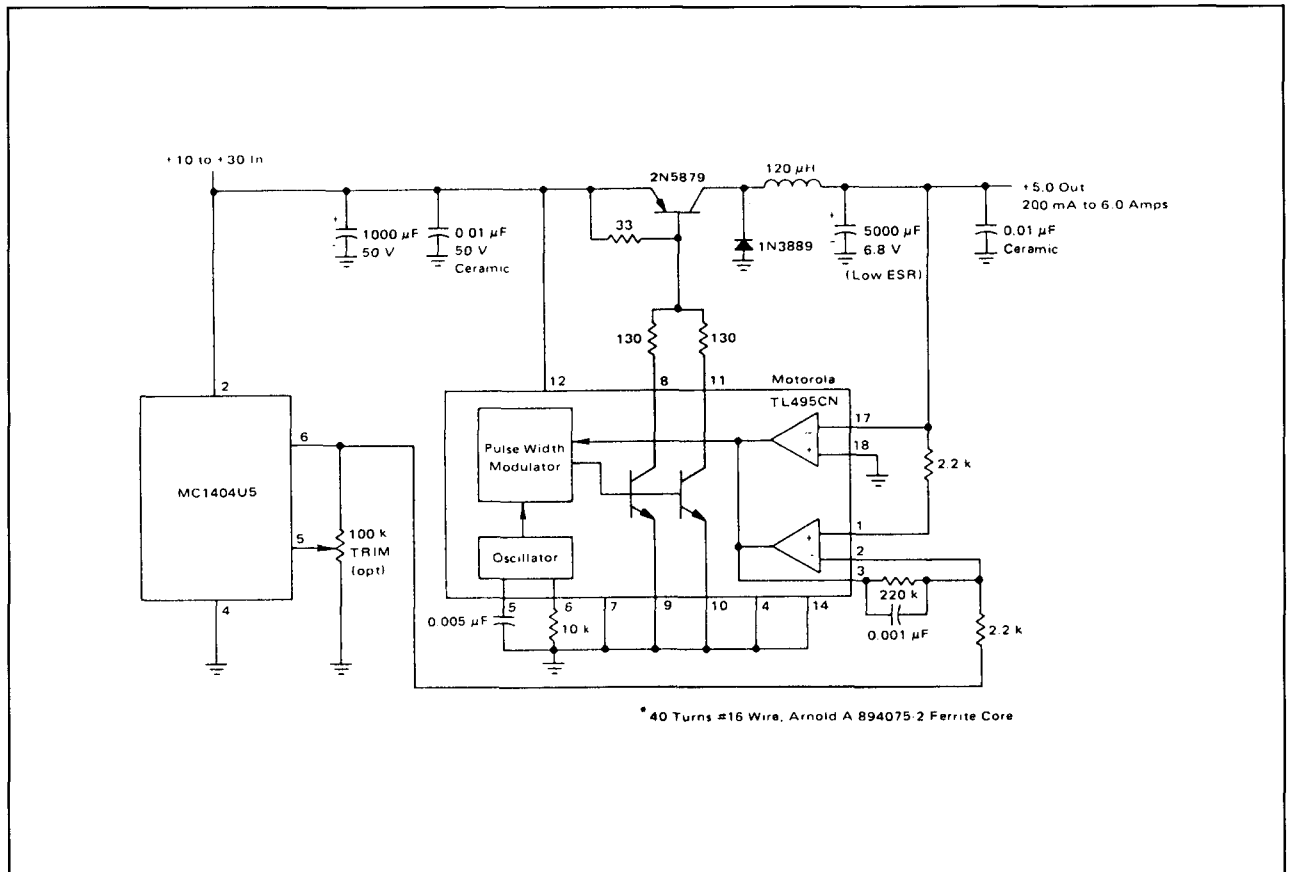 +10 to +30 In
2N5879
120 μH
+5.0 Out
200 mA to 6.0 Amps
33
1000 μF
50 V
0 01 μF
50 V
Ceramic
1N3889
5000 μF
6.8 V
(Low ESR)
0.01 μF
Ceramic
130
130
2
12
8
11
Motorola
TL495CN
17
18
6
MC1404U5
Pulse Width
Modulator
2.2 k
1
2
3
5
100 k
TRIM
(opt)
Oscillator
220 k
0.001 μF
4
0.005 μF
5
6
10 k
7
9
10
4
14
2.2 k
*40 Turns #16 Wire, Arnold A 894075-2 Ferrite Core